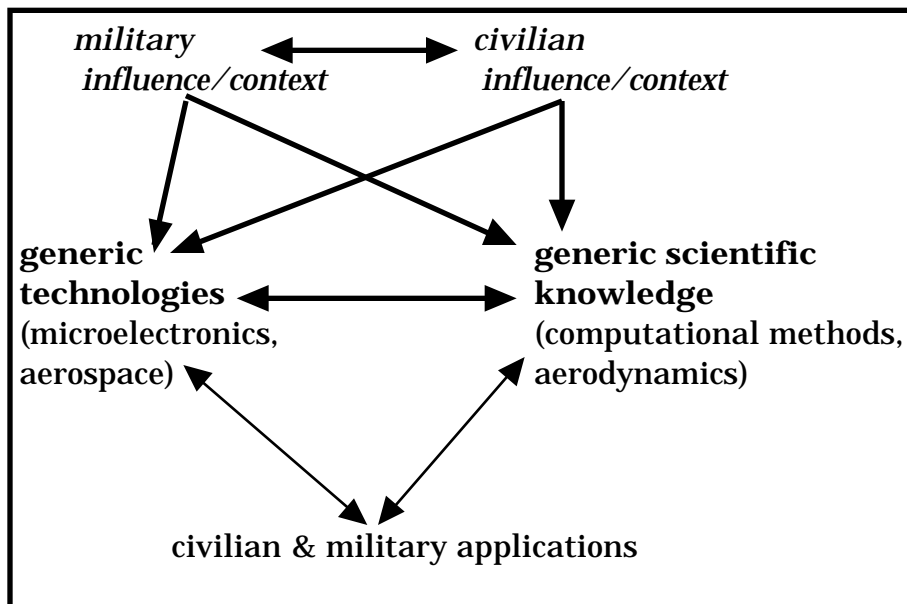 military
influence/context
civilian
influence/context
generic
technologies
(microelectronics,
aerospace)
generic scientific
knowledge
(computational methods,
aerodynamics)
civilian & military applications